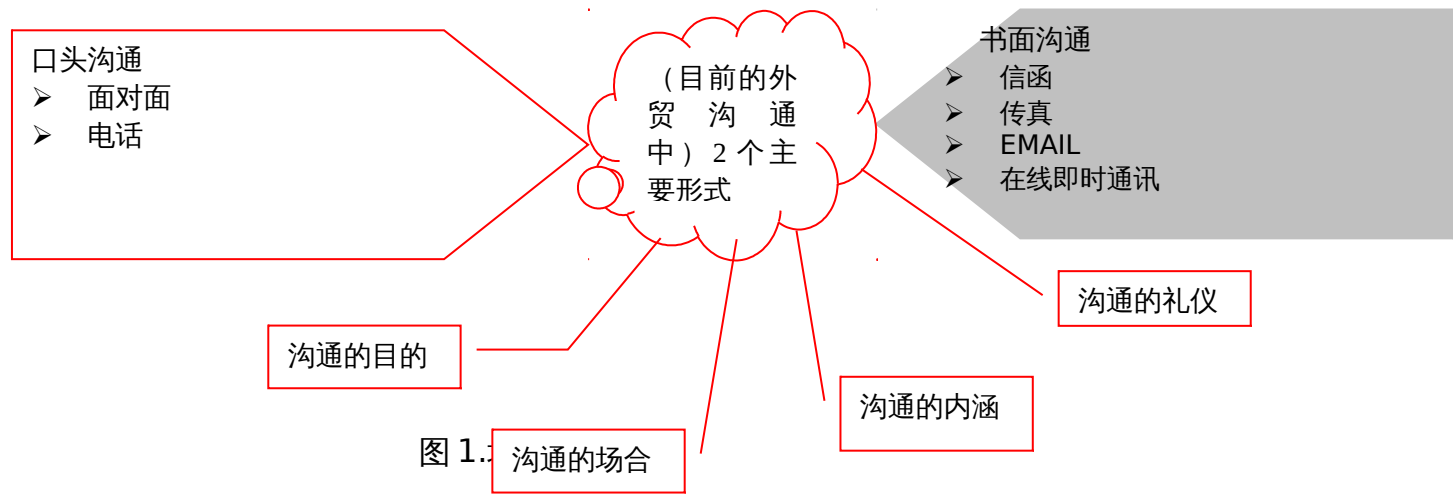 口头沟通
➢ 面对面
➢ 电话
（目前的外
贸沟通
中）2个主
要形式
书面沟通
➢ 信函
➢ 传真
➢ EMAIL
➢ 在线即时通讯
沟通的礼仪
沟通的目的
沟通的内涵
图 1.
沟通的场合